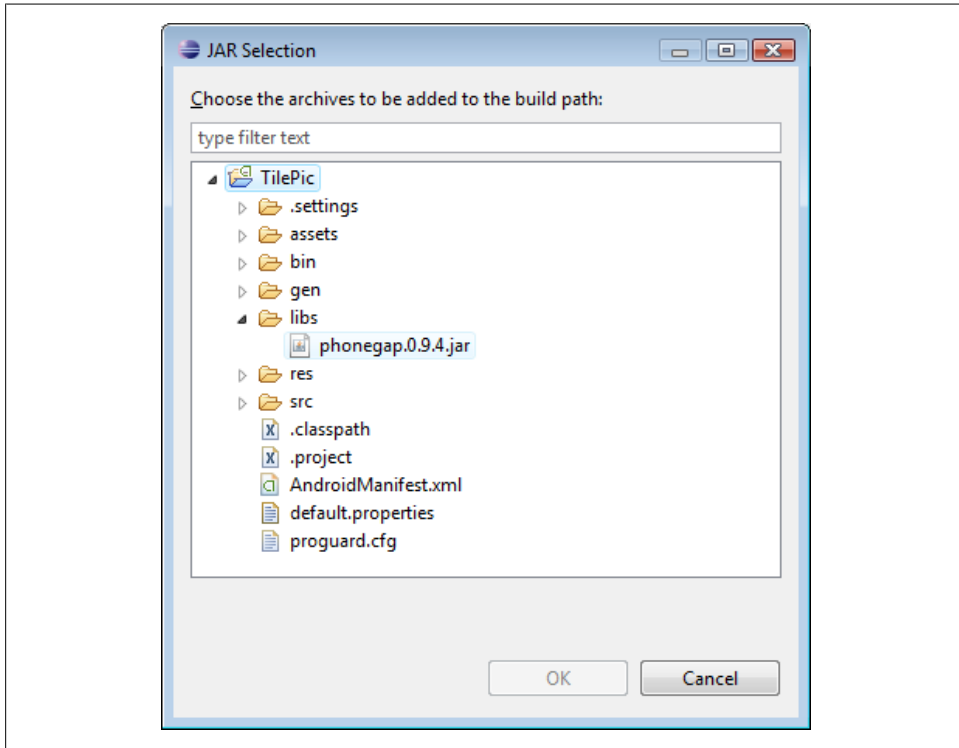 JAR Selection
Choose the archives to be added to the build path:
type filter text
TilePic
.settings
assets
bin
gen
libs
phonegap.0.9.4.jar
res
src
.classpath
.project
AndroidManifest.xml
default.properties
proguard.cfg
OK
Cancel